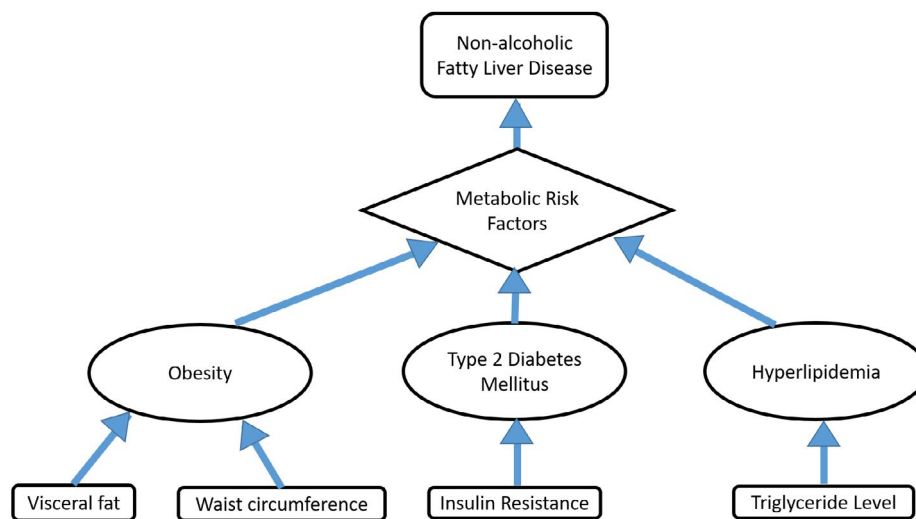 Non-alcoholic
Fatty Liver Disease
Metabolic Risk
Factors
Obesity
Type 2 Diabetes
Mellitus
Hyperlipidemia
Visceral fat
Waist circumference
Insulin Resistance
Triglyceride Level